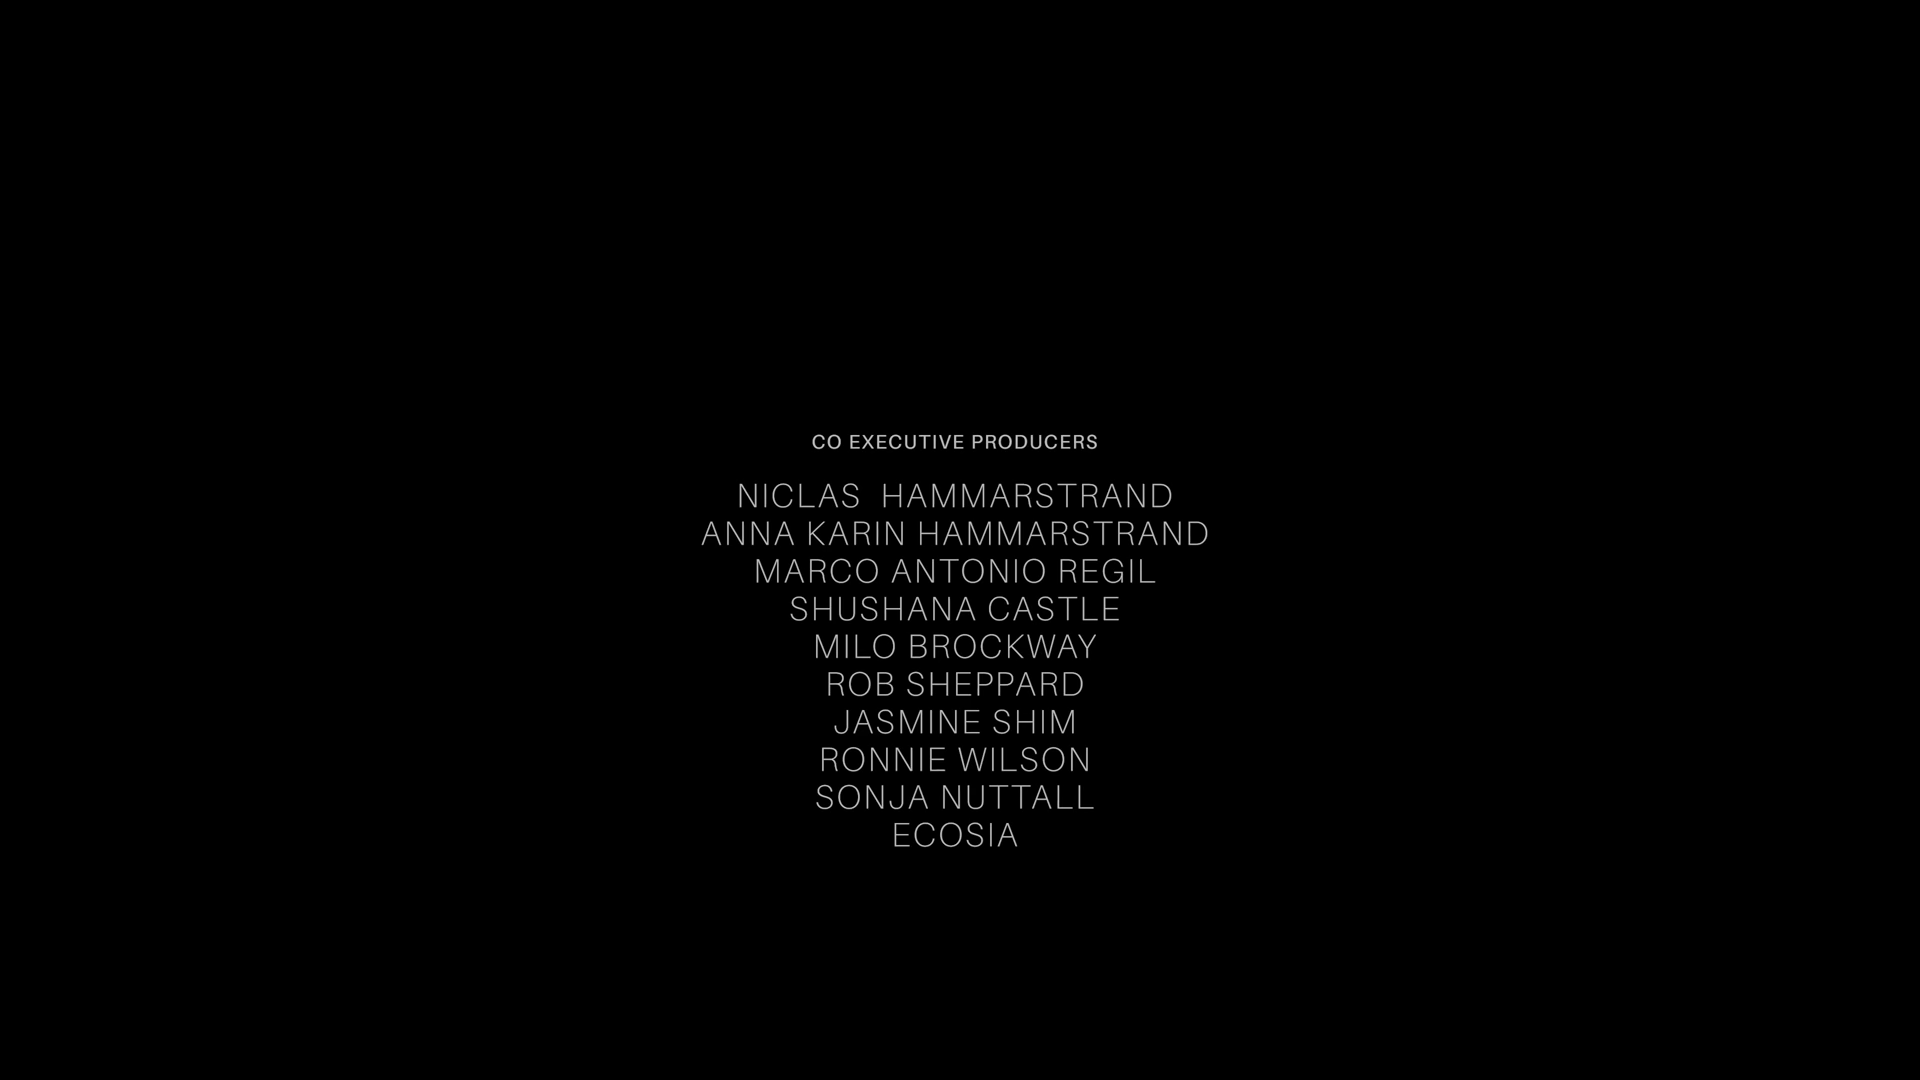 CO EXECUTIVE PRODUCERS
NICLAS  HAMMARSTRAND
ANNA KARIN HAMMARSTRAND
MARCO ANTONIO REGIL
SHUSHANA CASTLE
MILO BROCKWAY
ROB SHEPPARD
JASMINE SHIM
RONNIE WILSON
SONJA NUTTALL
ECOSIA